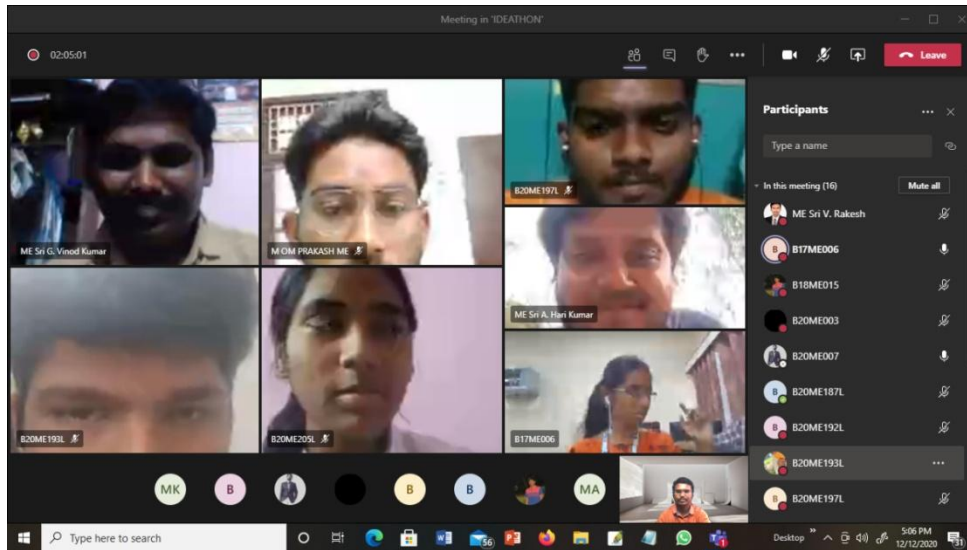 Meeting in 'IDEATHON'
02:05:01
Leave
ME Sri G. Vinod Kumar
M OM PRAKASH ME
B20ME197L
ME Sri A. Hari Kumar
B20ME193L
B20ME205L
B17ME006
MK
B
B
B
MA
Participants
Type a name
In this meeting (16)
Mute all
ME Sri V. Rakesh
B
B17ME006
B18ME015
B20ME003
B20ME007
B
B20ME187L
B
B20ME192L
B20ME193L
B
B20ME197L
Type here to search
56
Desktop
5:06 PM
12/12/2020
31